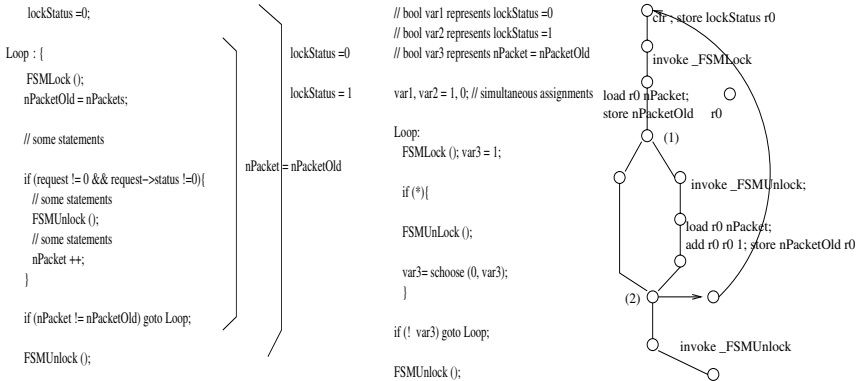 lockStatus =0;
Loop : {
FSMLock ();
nPacketOld = nPackets;
// some statements
if (request != 0 && request−>status !=0){
// some statements
FSMUnlock ();
// some statements
nPacket ++;
}
if (nPacket != nPacketOld) goto Loop;
FSMUnlock ();
lockStatus =0
lockStatus = 1
nPacket = nPacketOld
// bool var1 represents lockStatus =0
// bool var2 represents lockStatus =1
// bool var3 represents nPacket = nPacketOld
var1, var2 = 1, 0; // simultaneous assignments
Loop:
FSMLock (); var3 = 1;
if (*){
FSMUnLock ();
var3= schoose (0, var3);
}
if (! var3) goto Loop;
FSMUnlock ();
clr ; store lockStatus r0
invoke _FSMLock
load r0 nPacket;
store nPacketOld r0
(1)
invoke _FSMUnlock;
load r0 nPacket;
add r0 r0 1; store nPacketOld r0
(2)
invoke _FSMUnlock